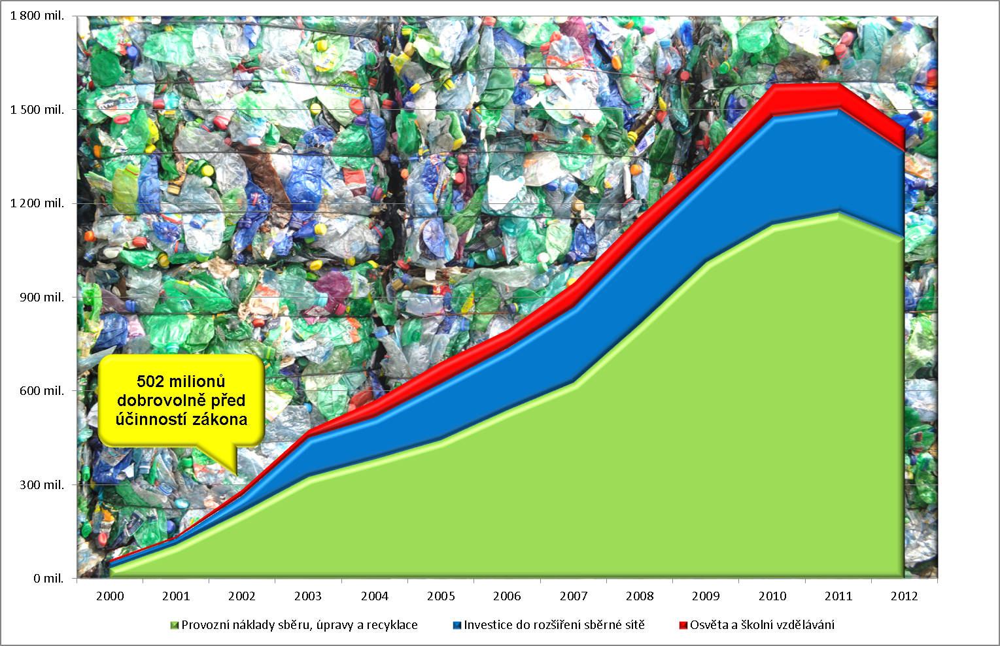 1 800 mil.
1 500 mil.
1 200 mil.
900 mil.
600 mil.
300 mil.
0 mil.
502 milionů
dobrovolně před
účinností zákona
2000 2001 2002 2003 2004 2005 2006 2007 2008 2009 2010 2011 2012
Provozní náklady sběru, úpravy a recyklace Investice do rozšíření sběrné sítě Osvěta a školní vzdělávání